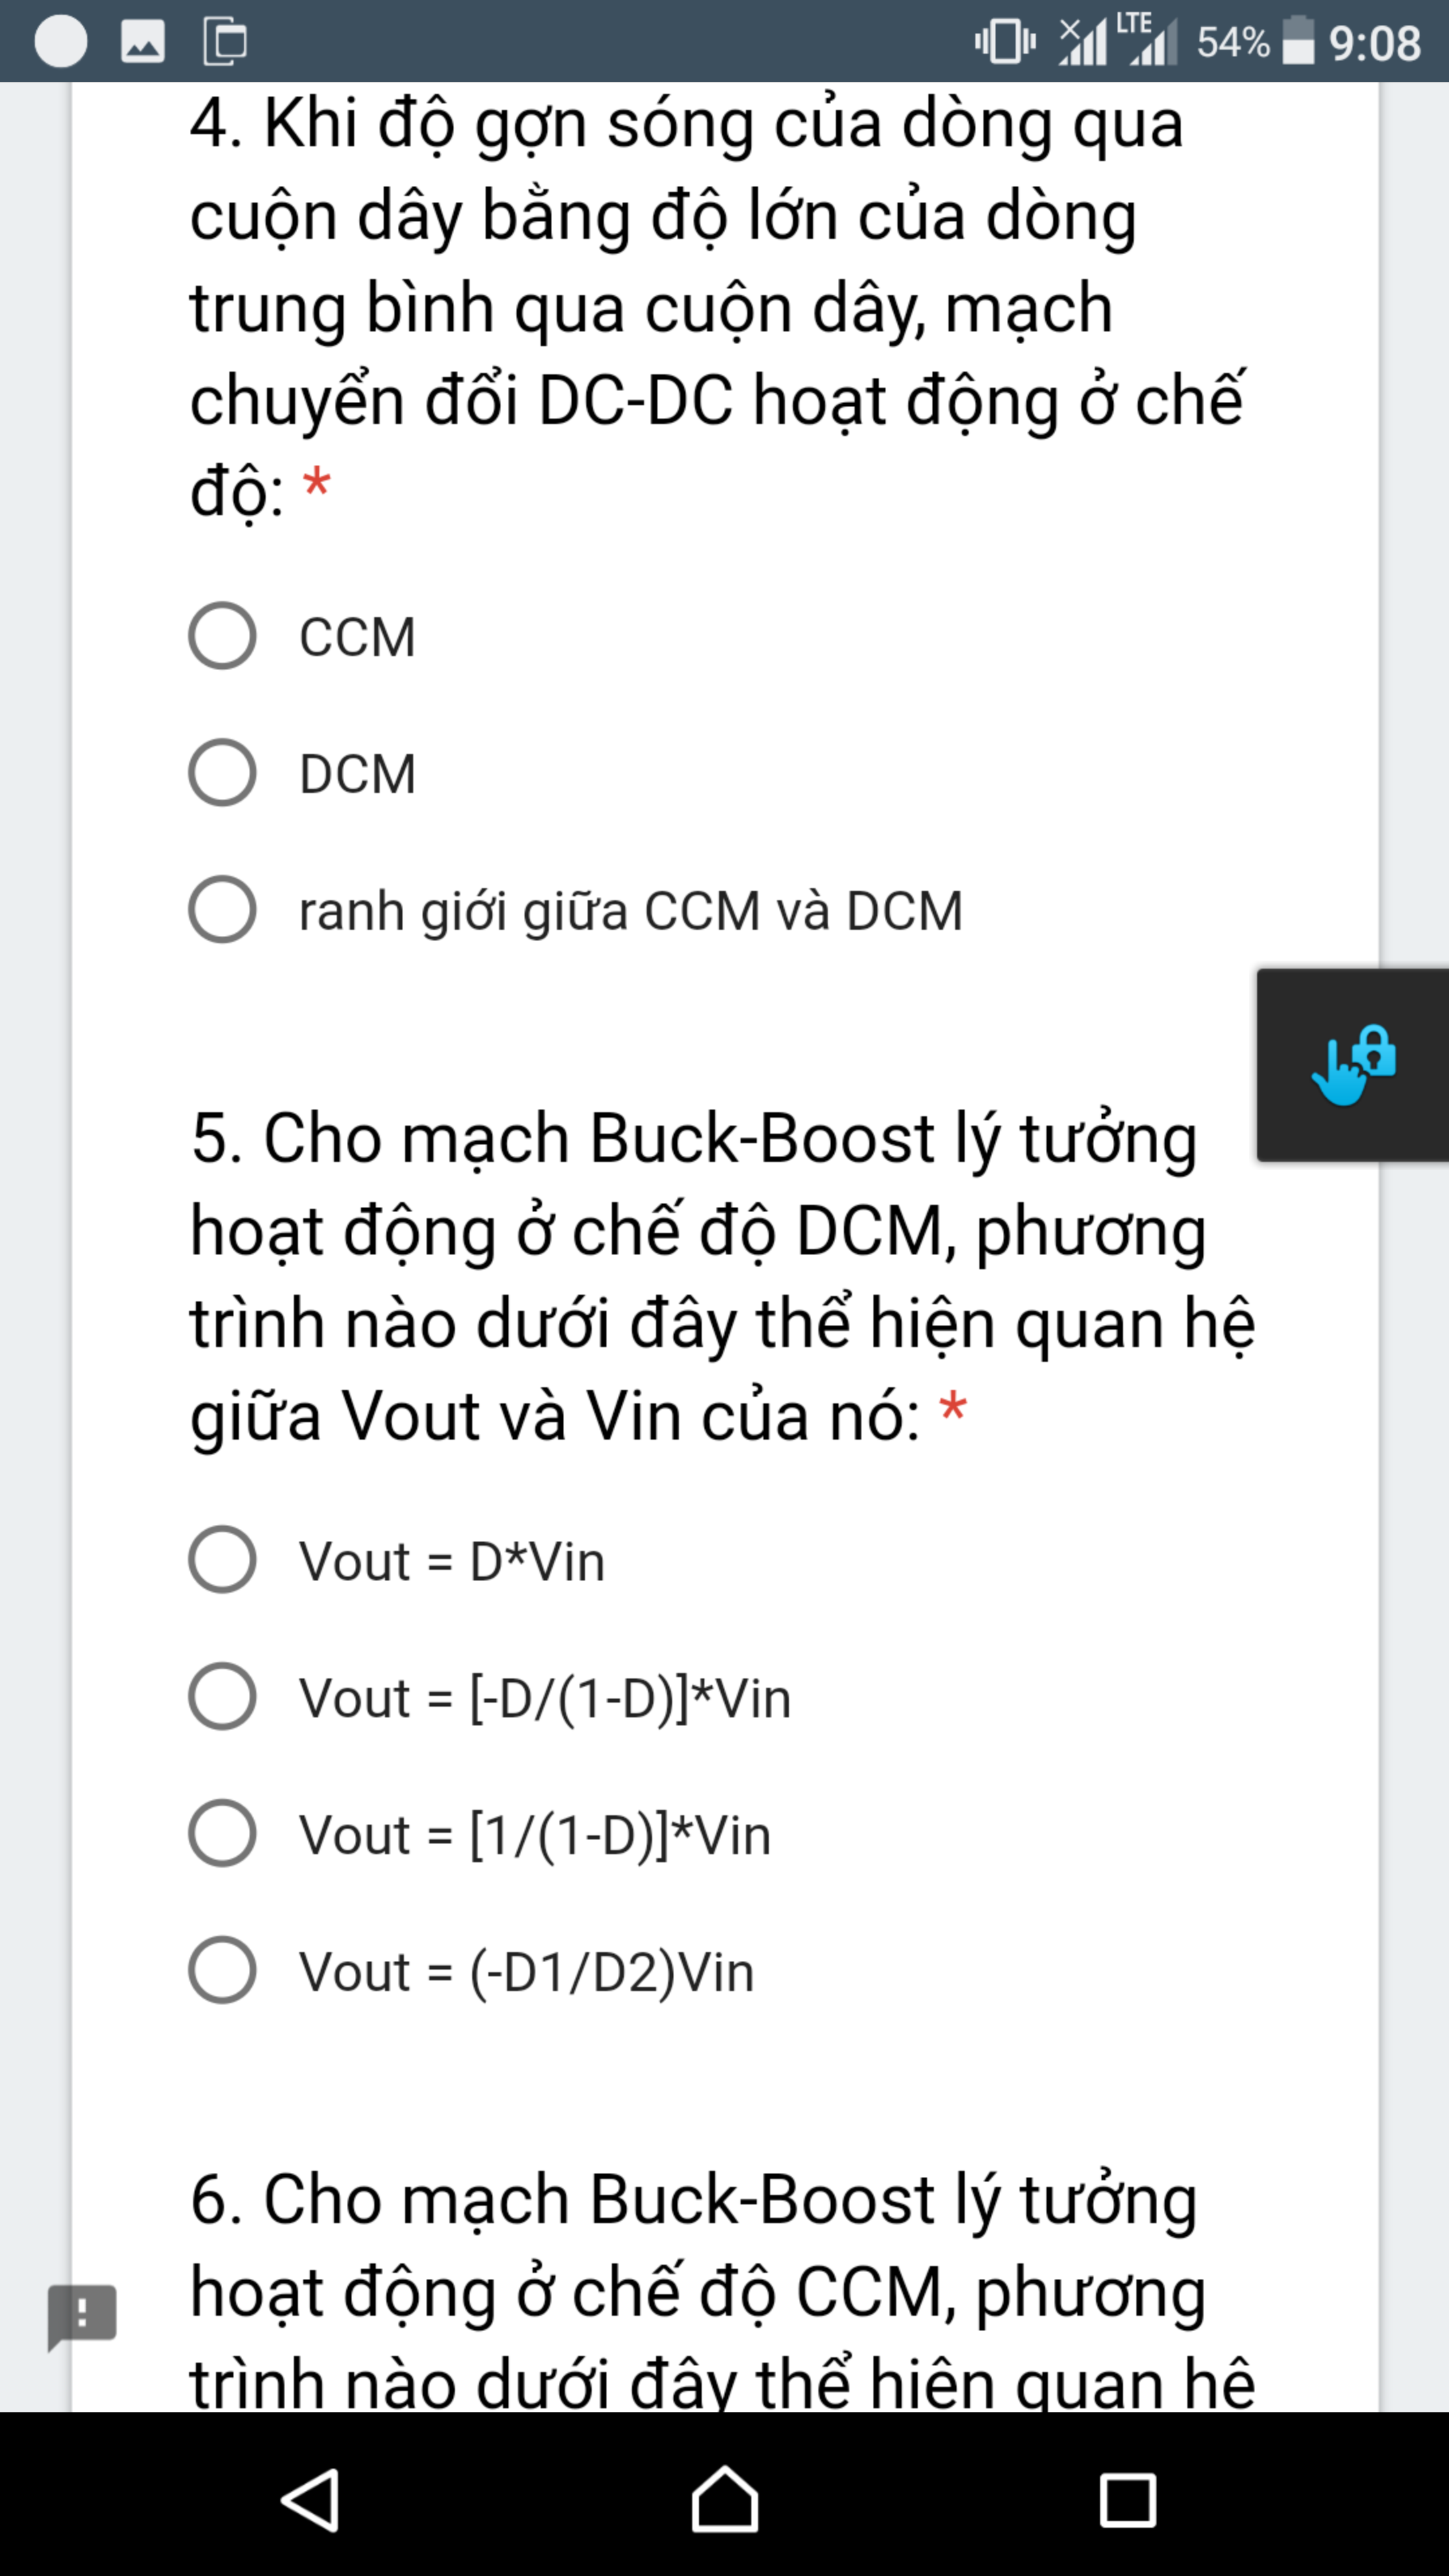 LTE 54% 9:08
4. Khi độ gợn sóng của dòng qua
cuộn dây bằng độ lớn của dòng
trung bình qua cuộn dây, mạch
chuyển đổi DC-DC hoạt động ở chế
độ: *
CCM
DCM
ranh giới giữa CCM và DCM
5. Cho mạch Buck-Boost lý tưởng
hoạt động ở chế độ DCM, phương
trình nào dưới đây thể hiện quan hệ
giữa Vout và Vin của nó: *
Vout = D*Vin
Vout = [-D/(1-D)]*Vin
Vout = [1/(1-D)]*Vin
Vout = (-D1/D2)Vin
6. Cho mạch Buck-Boost lý tưởng
hoạt động ở chế độ CCM, phương
trình nào dưới đây thể hiện quan hệ